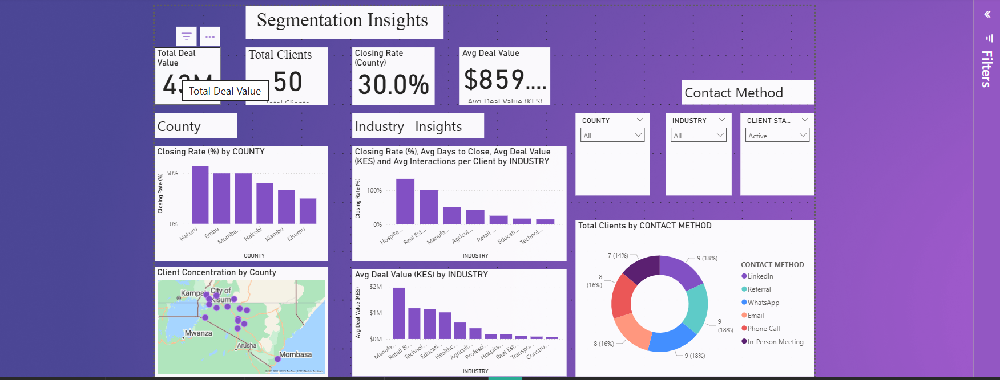 Segmentation Insights
Total Deal
Value
Total Deal Value
Total Clients
50
Total Clients
Closing Rate
(County)
30.0%
Avg Deal Value
$859....
Avg Deal Value (KES)
Filters
Contact Method
County
Industry Insights
COUNTY
All
INDUSTRY
All
CLIENT STA...
Active
Closing Rate (%) by COUNTY
Closing Rate (%)
50%
0%
Nakuru
Embu
Momba...
Nairobi
Kiambu
Kisumu
COUNTY
Closing Rate (%), Avg Days to Close, Avg Deal Value
(KES) and Avg Interactions per Client by INDUSTRY
Closing Rate (%)
100%
0%
Hospita...
Real Est...
Manufa...
Agricul...
Retail ...
Educati...
Technol...
INDUSTRY
Client Concentration by County
Kampa
City of
Kisum
Mwanza
Arusha
Mombasa
Avg Deal Value (KES) by INDUSTRY
Avg Deal Value (KES)
$2M
$1M
$0M
Manufa...
Retail &...
Technol...
Educati...
Healthc...
Agricult...
Professi...
Hospita...
Real Est...
Transpo...
Constru...
INDUSTRY
Total Clients by CONTACT METHOD
7 (14%)
9 (18%)
8
(16%)
9
(18%)
8 (16%)
9 (18%)
CONTACT METHOD
LinkedIn
Referral
WhatsApp
Email
Phone Call
In-Person Meeting